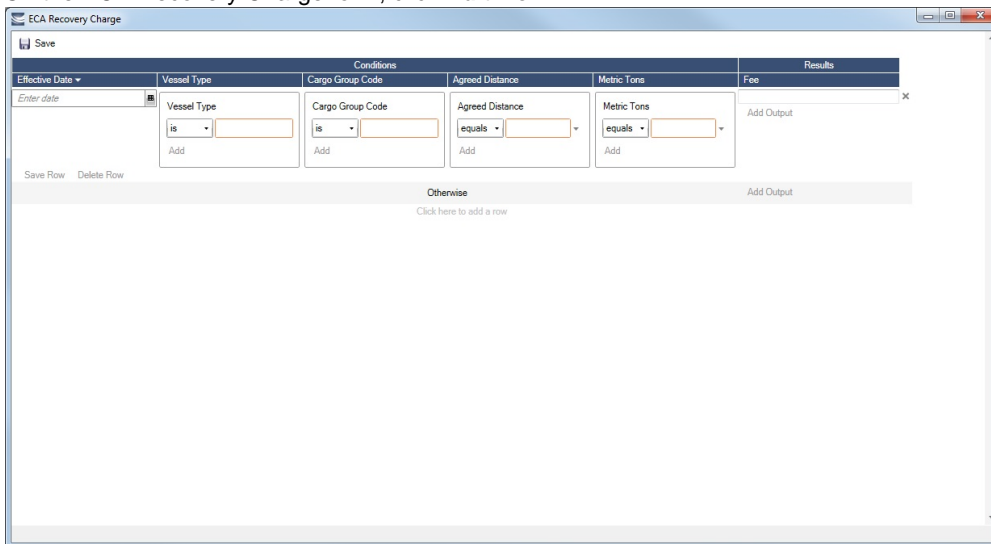 ECA Recovery Charge
Save
Conditions Results
Effective Date Vessel Type Cargo Group Code Agreed Distance Metric Tons Fee
Enter date
Vessel Type Cargo Group Code Agreed Distance Metric Tons
is is equals equals
Add Add Add Add
Add Output
Save Row Delete Row
Otherwise Add Output
Click here to add a row